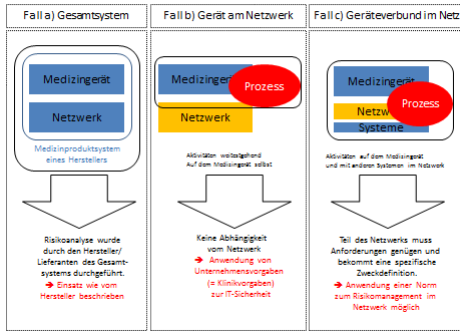 Fall a) Gesamtsystem
Medizingerät
Netzwerk
Medizinproduktsystem
eines Herstellers
Risikoanalyse wurde
durch den Hersteller/
Lieferanten des Gesamt-
systems durchgeführt.
➔ Einsatz wie vom
Hersteller beschrieben
Fall b) Gerät am Netzwerk
Medizingerät
Prozess
Netzwerk
Aktivitäten weitestgehend
Auf dem Medizingerät selbst
Keine Abhängigkeit
vom Netzwerk
➔ Anwendung von
Unternehmensvorgaben
(= Klinikvorgaben)
zur IT-Sicherheit
Fall c) Geräteverbund im Netz
Medizingerät
Prozess
Netzw
Systeme
Aktivitäten auf dem Medizingerät
und mit anderen Systemen im Netzwerk
Teil des Netzwerks muss
Anforderungen genügen und
bekommt eine spezifische
Zweckdefinition.
➔ Anwendung einer Norm
zum Risikomanagement im
Netzwerk möglich